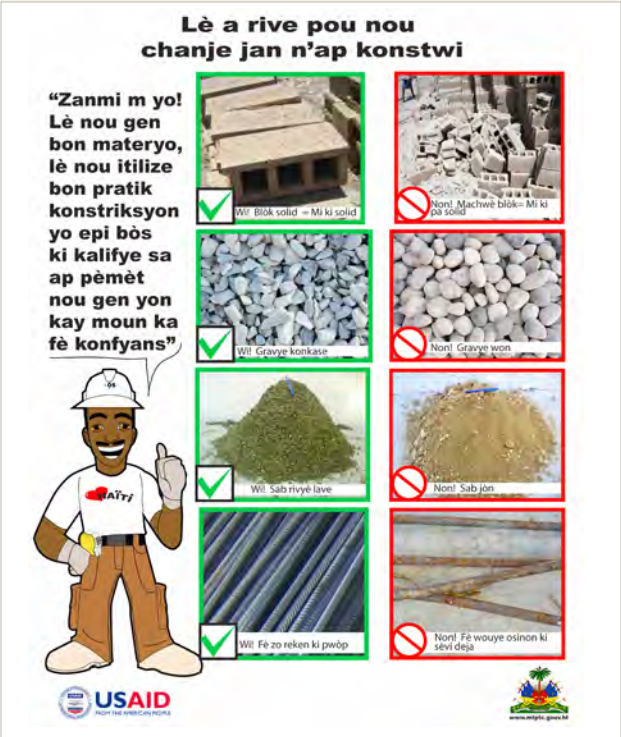 Lè a rive pou nou
chanje jan n'ap konstwi
“Zanmi m yo!
Lè nou gen
bon materyo,
lè nou itilize
bon pratik
konstriksyon
yo epi bòs
ki kalifye sa
ap pèmèt
nou gen yon
kay moun ka
fè konfyans”
Wi! Blòk solid = Mi ki solid
Non! Machwè blòk= Mi ki
pa solid
Wi! Gravye konkase
Non! Gravye won
Wi! Sab rivyè lave
Non! Sab jòn
Wi! Fè zo reken ki pwòp
Non! Fè wouye osinon ki
sèvi deja
HAÏTi
USAID
FROM THE AMERICAN PEOPLE
www.mtptc.gouv.ht